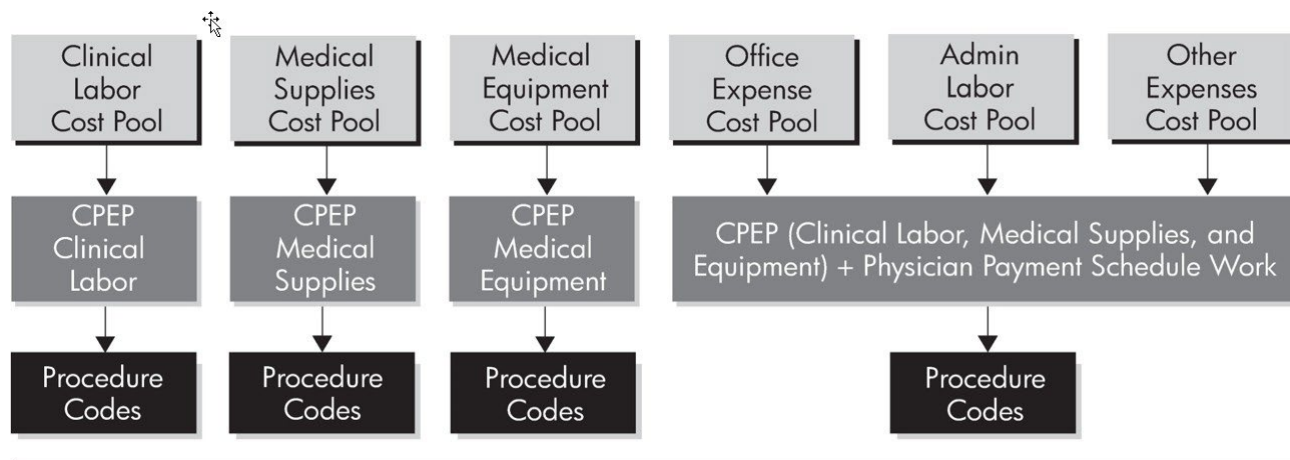 Clinical
Labor
Cost Pool
Medical
Supplies
Cost Pool
Medical
Equipment
Cost Pool
Office
Expense
Cost Pool
Admin
Labor
Cost Pool
Other
Expenses
Cost Pool
CPEP
Clinical
Labor
CPEP
Medical
Supplies
CPEP
Medical
Equipment
CPEP (Clinical Labor, Medical Supplies, and
Equipment) + Physician Payment Schedule Work
Procedure
Codes
Procedure
Codes
Procedure
Codes
Procedure
Codes